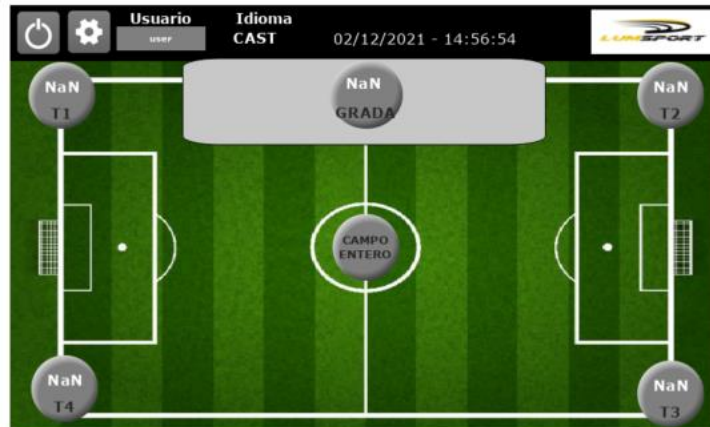 Usuario
Idioma
user
CAST
02/12/2021 - 14:56:54
LUMSPORT
NaN
T1
NaN
GRADA
NaN
T2
CAMPO
ENTERO
NaN
T4
NaN
T3